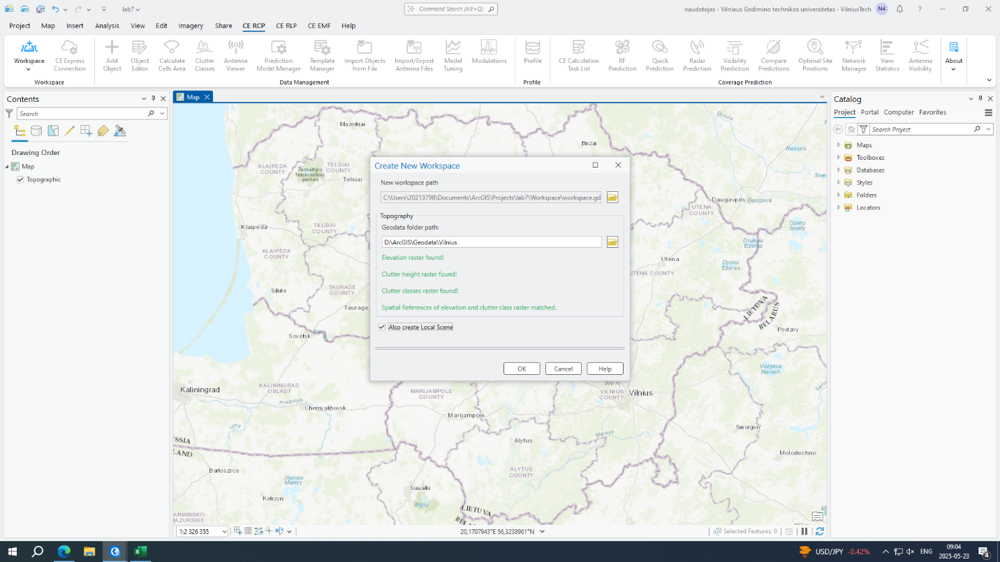 lab7
Command Search (Alt+Q)
naudotojas - Vilniaus Gedimino technikos universitetas - VilniusTech
N4
Project
Map
Insert
Analysis
View
Edit
Imagery
Share
CE RCP
CE RLP
CE EMF
Help
Workspace
CE Express Connection
Add Object
Object Editor
Calculate Cells Area
Clutter Classes
Antenna Viewer
Prediction Model Manager
Template Manager
Import Objects from File
Import/Export Antenna Files
Model Tuning
Modulations
Profile
CE Calculation Task List
RF Prediction
Quick Prediction
Radar Prediction
Visibility Prediction
Compare Predictions
Optimal Site Positions
Network Manager
View Statistics
Antenna Visibility
About
Workspace
Data Management
Profile
Coverage Prediction
Contents
Search
Drawing Order
Map
Topographic
Map
Mazeikiai
Birzai
Dubna
Rusons
KLAIPEDA COUNTY
Žemaitijos Nacionalinis parkas
TELSIAI COUNTY
Telsiai
UTENA COUNTY
Daugavpils
Daugava
Ozero Snudy
Klaipeda
TELSIAI COUNTY
Druksiu Ezeras
KLAIPEDA COUNTY
Utena
Dysnu Ezeras
UTENA COUNTY
Silute
TAURAGE COUNTY
Taurage
LIETUVA
BELARUS
Postavy
Sovetsk
Vozyera Narach
Kaliningrad
KALININGRAD OBLAST
Pregolya
Chernyakhovsk
MARIJAMPOLE COUNTY
998 m
VILNIUS COUNTY
Vilnius
Marijampole
Lyna
Smorgon'
Alytus
Merkys
SSIA
LAND
Bartoszyce
ALYTUS COUNTY
Molodechno
Jezioro Mamry
Suwalki
Ketrzyn
Wigry
LIETUVA
ARMINSKO-
MAZURSKIE
Create New Workspace
New workspace path
C:\Users\20213798\Documents\ArcGIS\Projects\lab7\Workspace\workspace.gd
Topography
Geodata folder path:
D:\ArcGIS\Geodata\Vilnius
Elevation raster found!
Clutter height raster found!
Clutter classes raster found!
Spatial References of elevation and clutter class raster matched.
Also create Local Scene
OK
Cancel
Help
1:2 326 355
20,1707943°E 56,3238961°N
Selected Features: 0
Catalog
Project
Portal
Computer
Favorites
Search Project
Maps
Toolboxes
Databases
Styles
Folders
Locators
USD/JPY
-0.42%
ENG
09:04
2025-05-23
4